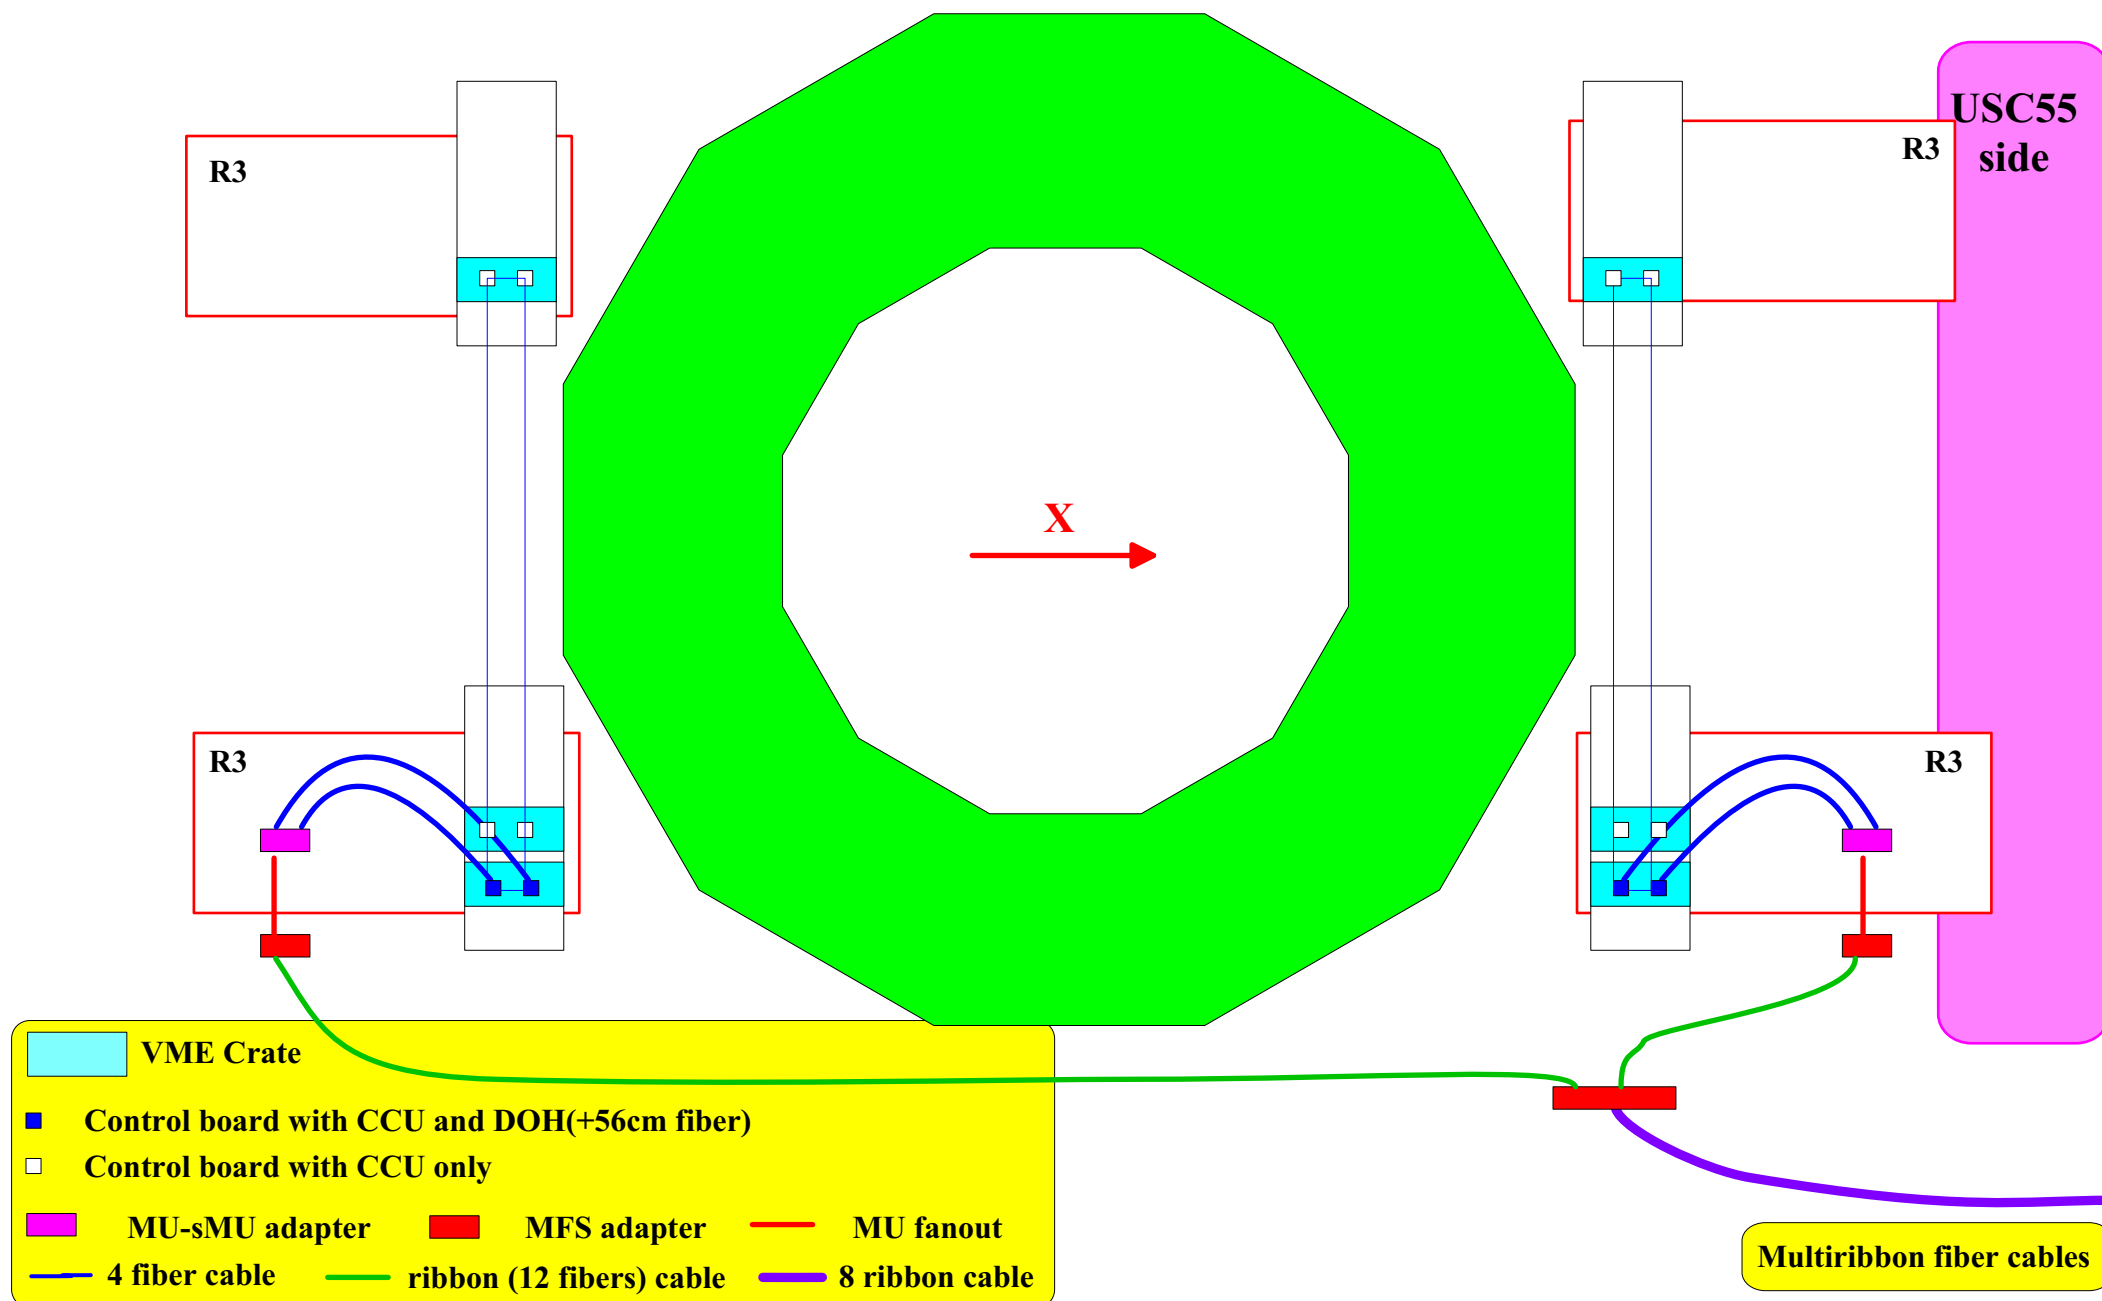 USC55
side
R3
R3
X
R3
R3
VME Crate
Control board with CCU and DOH(+56cm fiber)
Control board with CCU only
MU-sMU adapter
MFS adapter
MU fanout
4 fiber cable
ribbon (12 fibers) cable
8 ribbon cable
Multiribbon fiber cables